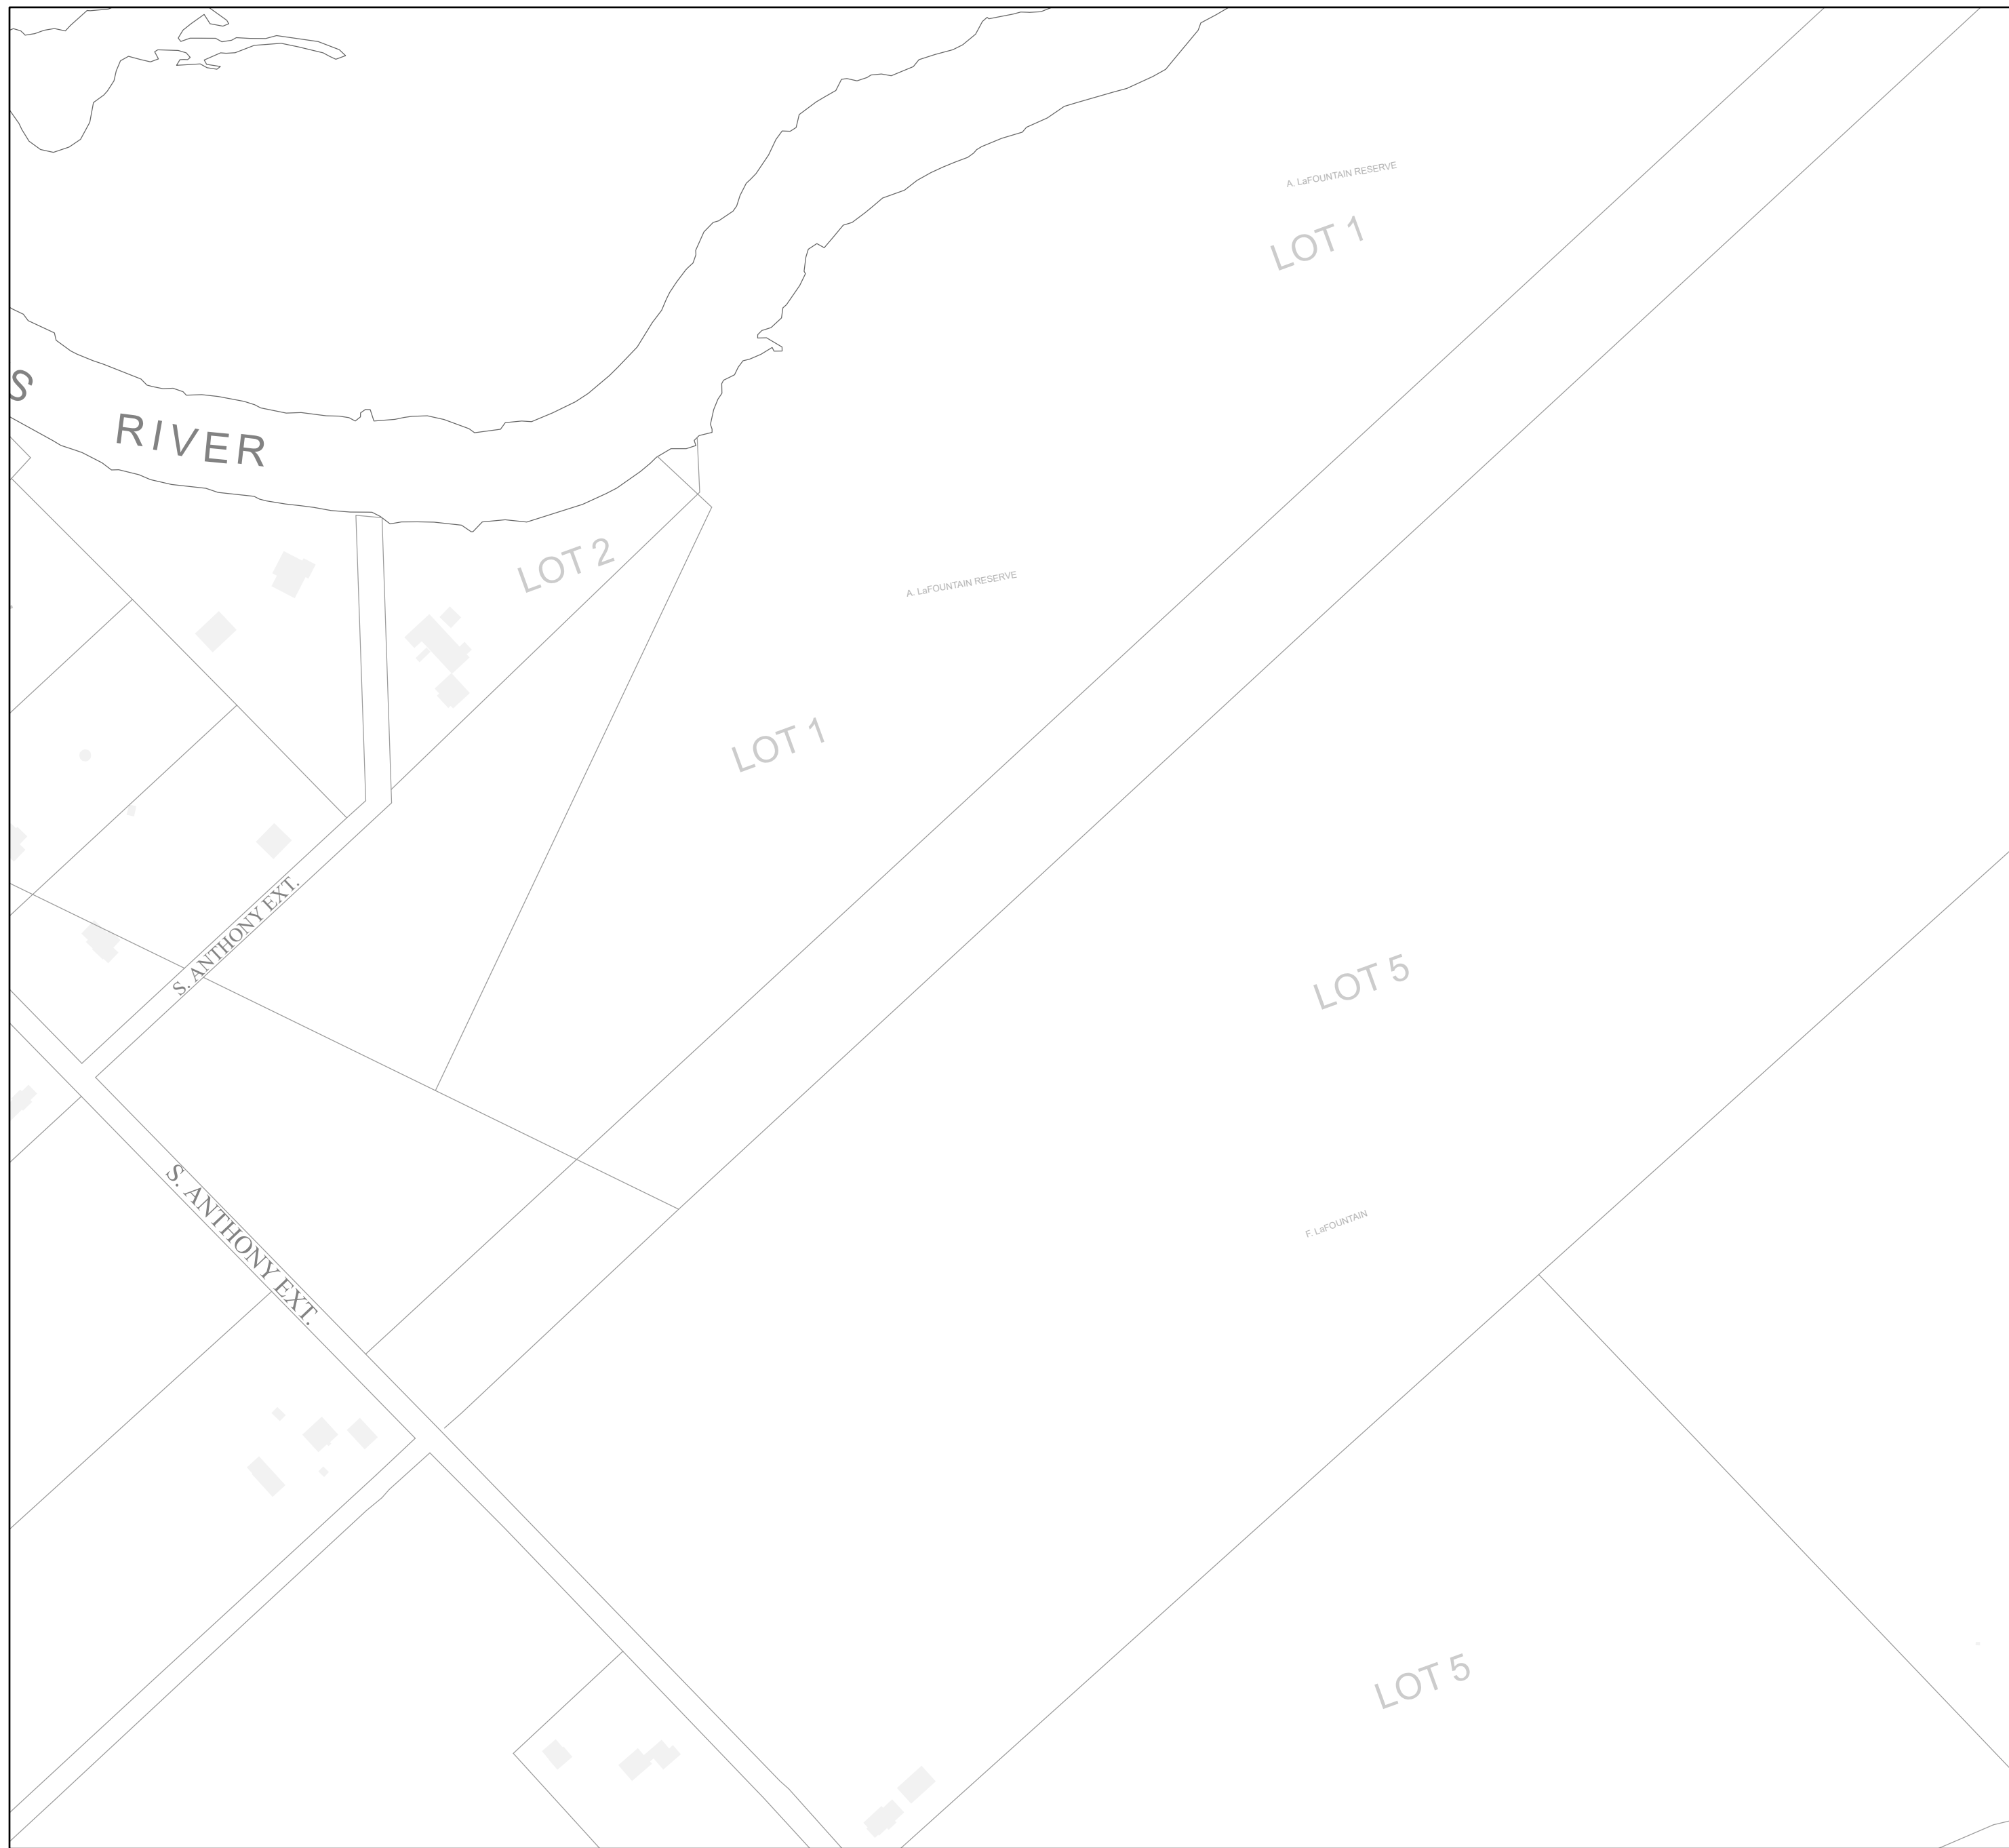 A. LaFOUNTAIN RESERVE
LOT 1
S
RIVER
LOT 2
A. LaFOUNTAIN RESERVE
LOT 1
S. ANTHONY EXT.
LOT 5
S. ANTHONY EXT.
F. LaFOUNTAIN
LOT 5